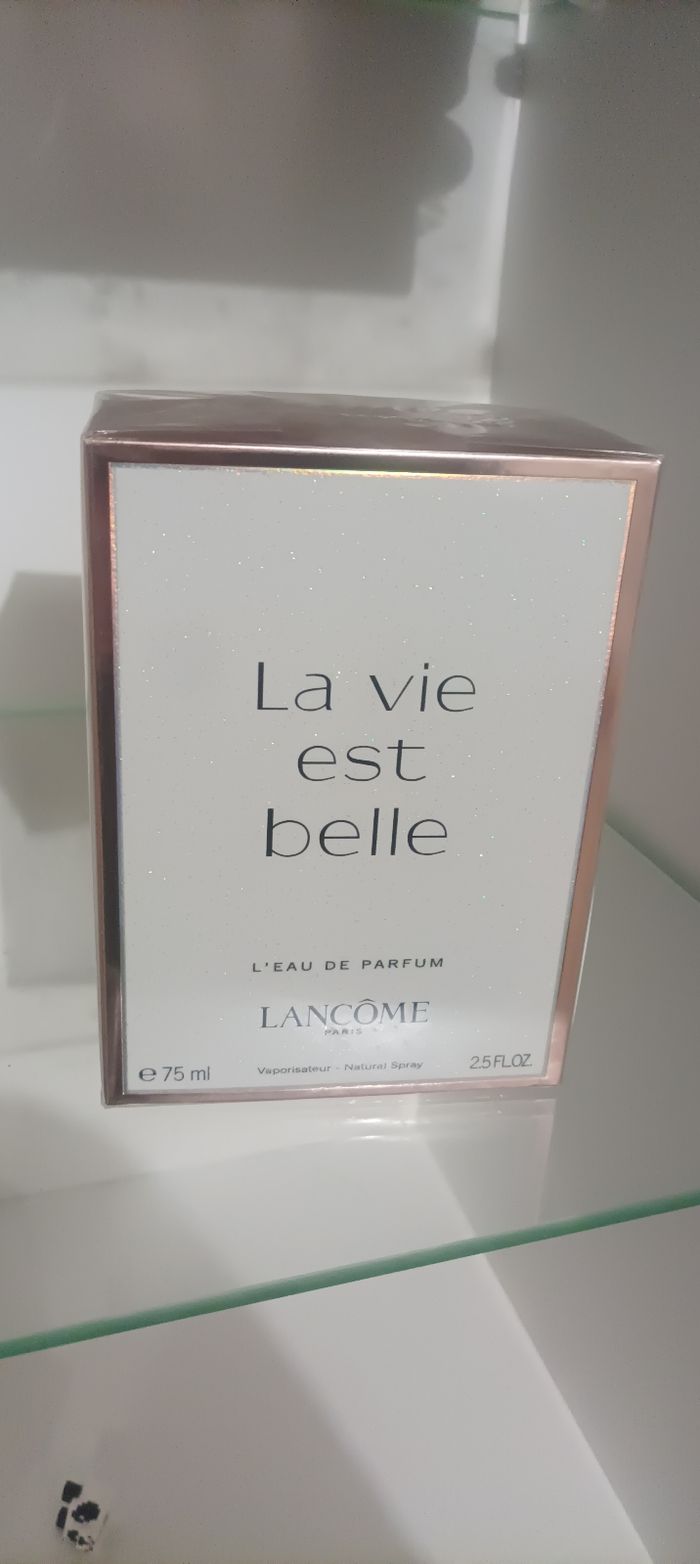 La vie
est
belle
L'EAU DE PARFUM
LANCÔME
PARIS
℮ 75 ml Vaporisateur - Natural Spray 2.5 FL.OZ.